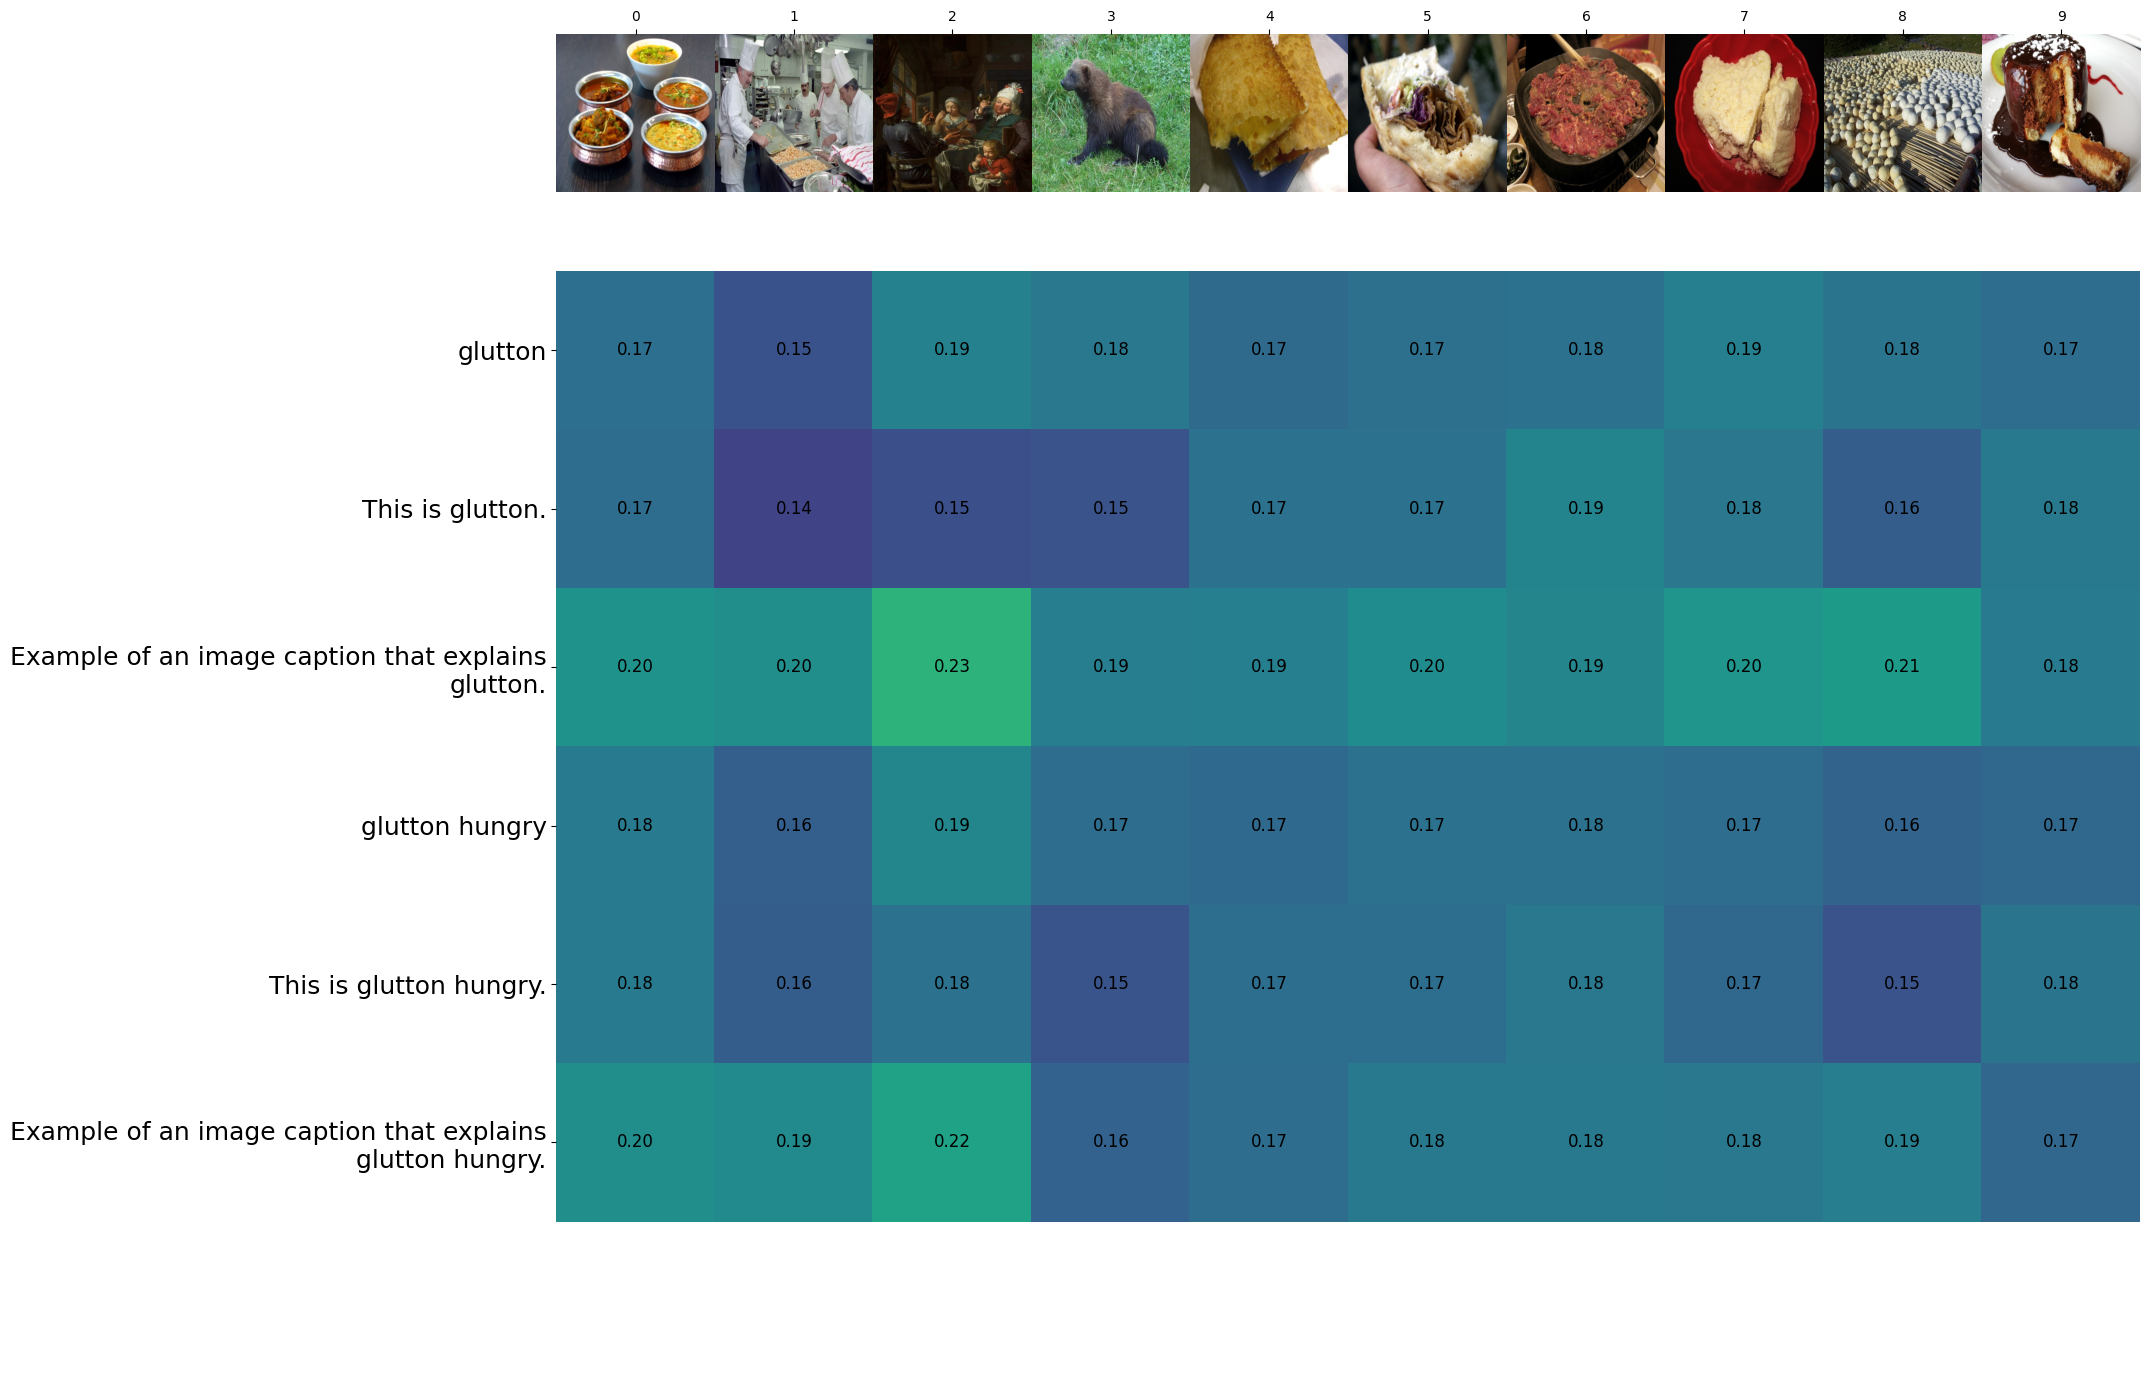 0 1 2 3 4 5 6 7 8 9
glutton 0.17 0.15 0.19 0.18 0.17 0.17 0.18 0.19 0.18 0.17
This is glutton. 0.17 0.14 0.15 0.15 0.17 0.17 0.19 0.18 0.16 0.18
Example of an image caption that explains
glutton. 0.20 0.20 0.23 0.19 0.19 0.20 0.19 0.20 0.21 0.18
glutton hungry 0.18 0.16 0.19 0.17 0.17 0.17 0.18 0.17 0.16 0.17
This is glutton hungry. 0.18 0.16 0.18 0.15 0.17 0.17 0.18 0.17 0.15 0.18
Example of an image caption that explains
glutton hungry. 0.20 0.19 0.22 0.16 0.17 0.18 0.18 0.18 0.19 0.17